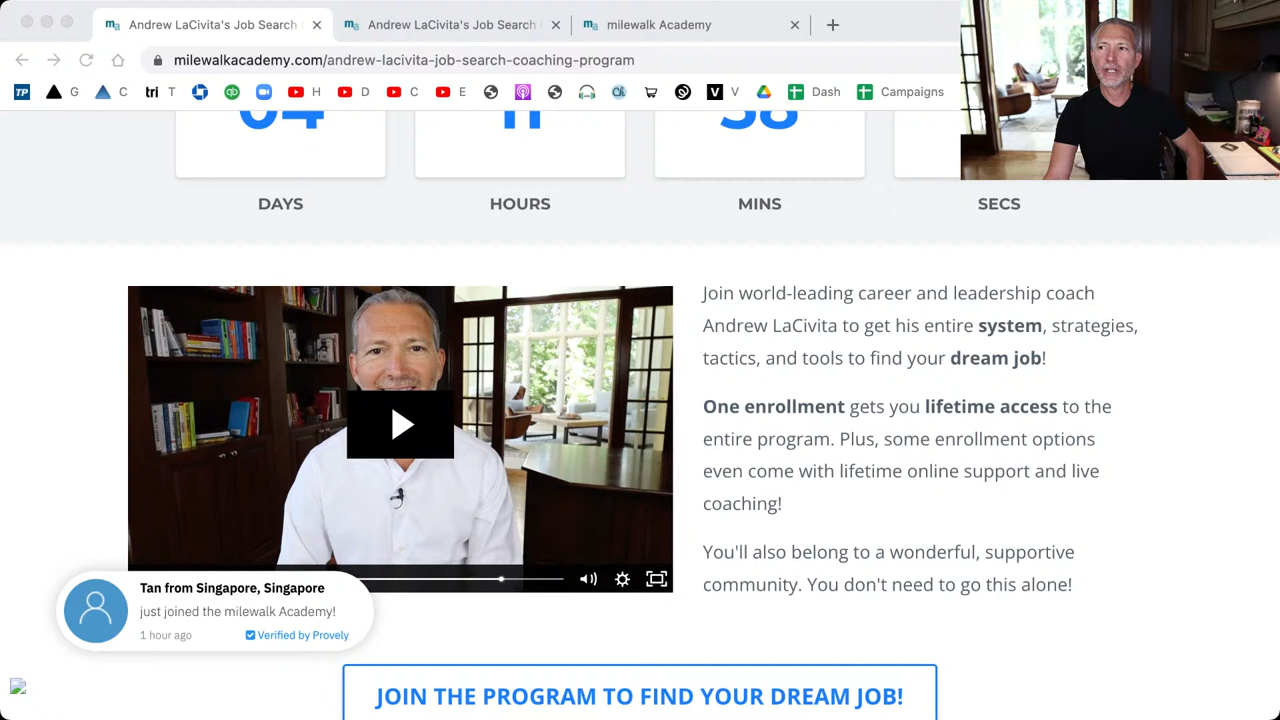 Andrew LaCivita's Job Search
Andrew LaCivita's Job Search
milewalk Academy
milewalkacademy.com/andrew-lacivita-job-search-coaching-program
TP G C tri T H D C E V V Dash Campaigns
04 11 38
DAYS HOURS MINS SECS
Join world-leading career and leadership coach
Andrew LaCivita to get his entire system, strategies,
tactics, and tools to find your dream job!
One enrollment gets you lifetime access to the
entire program. Plus, some enrollment options
even come with lifetime online support and live
coaching!
You'll also belong to a wonderful, supportive
community. You don't need to go this alone!
Tan from Singapore, Singapore
just joined the milewalk Academy!
1 hour ago Verified by Provely
JOIN THE PROGRAM TO FIND YOUR DREAM JOB!